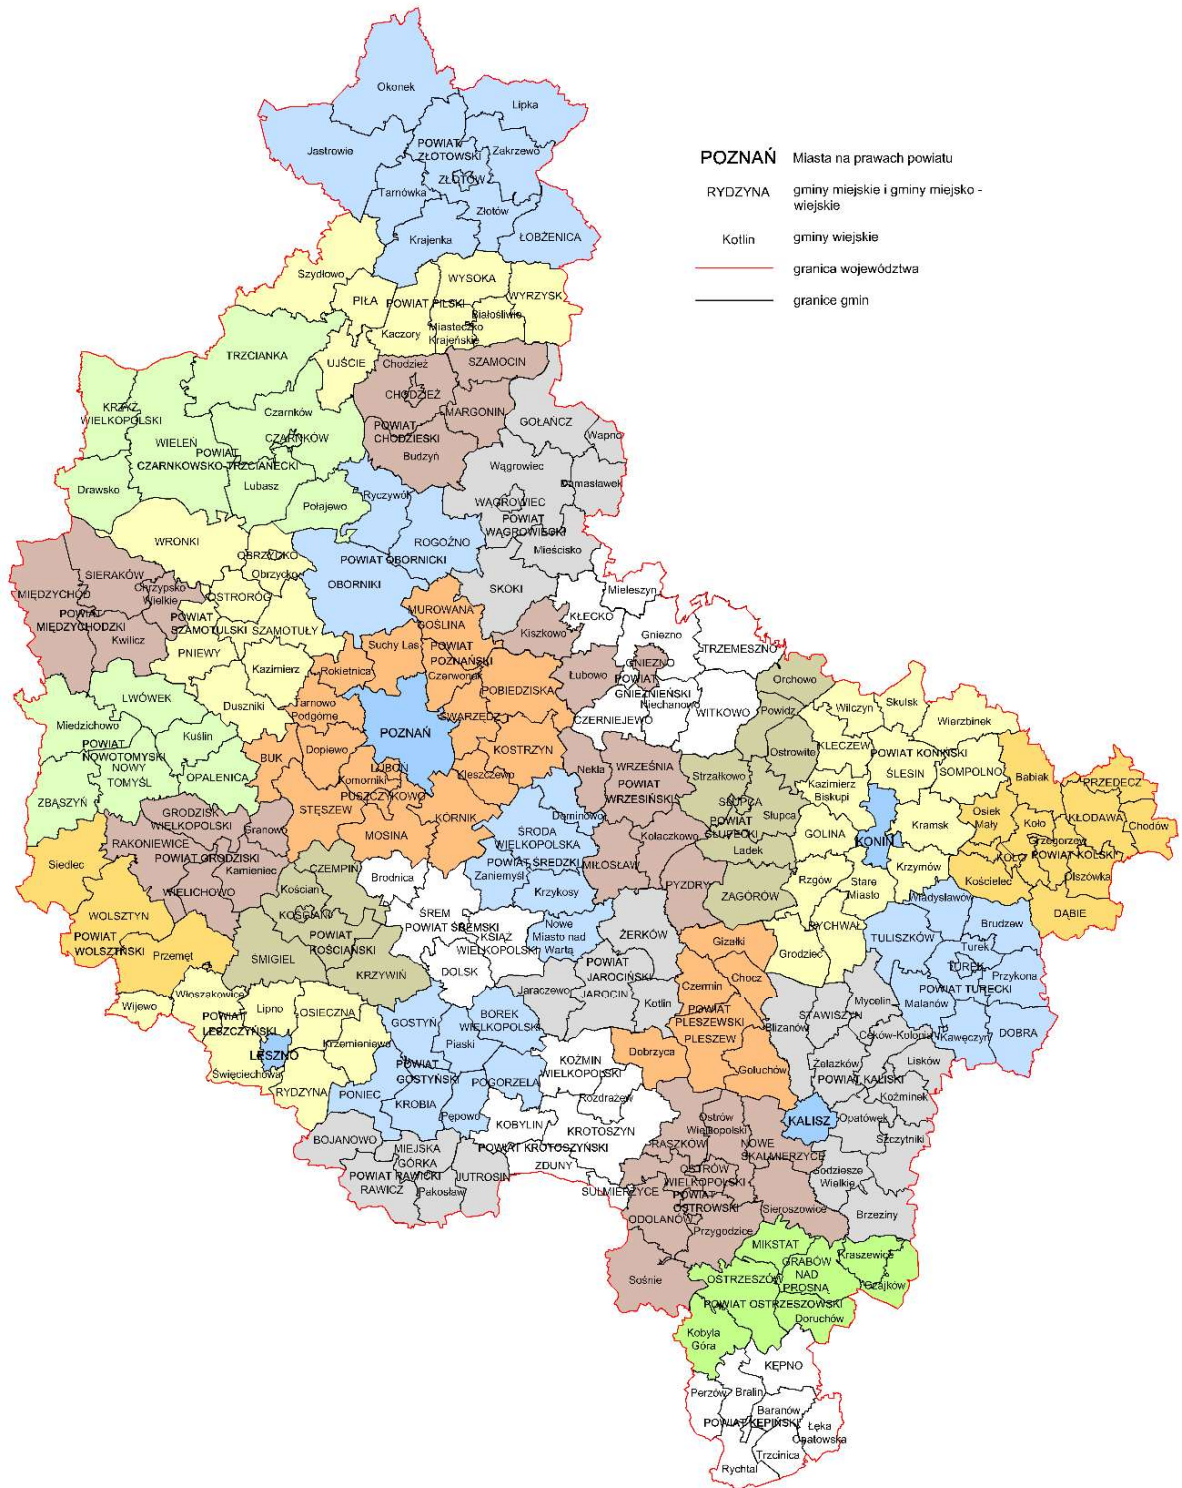 Okonek
Lipka
Jastrowie
POWIAT
ZŁOTOWSKI
Zakrzewo
ZŁOTÓW
Tarnówka
Złotów
Krajenka
ŁOBŻENICA
POZNAŃ Miasta na prawach powiatu
RYDZYNA gminy miejskie i gminy miejsko -
wiejskie
Kotlin gminy wiejskie
granica województwa
granice gmin
Szydłowo
WYSOKA
PIŁA
POWIAT PILSKI
WYRZYSK
Białośliwie
Kaczory
Miasteczko
Krajeńskie
UJŚCIE
TRZCIANKA
Chodzież
SZAMOCIN
CHODZIEŻ
MARGONIN
POWIAT
CHODZIESKI
Budzyń
KRZYŻ
WIELKOPOLSKI
Czarnków
CZARNKÓW
WIELEŃ
POWIAT
CZARNKOWSKO-TRZCIANECKI
Drawsko
Lubasz
Połajewo
GOŁAŃCZ
Wapno
Wągrowiec
Damasławek
WĄGROWIEC
POWIAT
WĄGROWIECKI
Mieścisko
SKOKI
Ryczywół
ROGOŹNO
POWIAT OBORNICKI
OBORNIKI
WRONKI
OBRZYCKO
Obrzycko
OSTRORÓG
POWIAT
SZAMOTULSKI
SZAMOTUŁY
PNIEWY
Kazimierz
Duszniki
SIERAKÓW
MIĘDZYCHÓD
Chrzypsko
Wielkie
POWIAT
MIĘDZYCHODZKI
Kwilicz
MUROWANA
GOŚLINA
Suchy Las
POWIAT
POZNAŃSKI
Rokietnica
Czerwonak
POBIEDZISKA
Tarnowo
Podgórne
SWARZĘDZ
POZNAŃ
KOSTRZYN
BUK
Dopiewo
LUBOŃ
Komorniki
Kleszczewo
PUSZCZYKOWO
STĘSZEW
MOSINA
KÓRNIK
Kiszkowo
KŁECKO
Mieleszyn
Gniezno
TRZEMESZNO
GNIEZNO
POWIAT
GNIEŹNIEŃSKI
Łubowo
Niechanowo
CZERNIEJEWO
WITKOWO
LWÓWEK
Miedzichowo
Kuślin
POWIAT
NOWOTOMYSKI
NOWY
TOMYŚL
OPALENICA
ZBĄSZYŃ
Orchowo
Powidz
Ostrowite
Strzałkowo
SŁUPCA
POWIAT
SŁUPECKI
Słupca
Lądek
ZAGÓRÓW
Skulsk
Wilczyn
Wierzbinek
KLECZEW
POWIAT KONIŃSKI
ŚLESIN
SOMPOLNO
Kazimierz
Biskupi
Kramsk
GOLINA
KONIN
Krzymów
Rzgów
Stare
Miasto
RYCHWAŁ
Grodziec
Babiak
PRZEDECZ
Osiek
Mały
Koło
KŁODAWA
Chodów
Grzegorzew
KOŁO
POWIAT KOLSKI
Kościelec
Olszówka
DĄBIE
Nekla
WRZEŚNIA
POWIAT
WRZESIŃSKI
Kołaczkowo
MIŁOSŁAW
PYZDRY
Dominowo
ŚRODA
WIELKOPOLSKA
POWIAT ŚREDZKI
Zaniemyśl
Krzykosy
Nowe
Miasto nad
Wartą
GRODZISK
WIELKOPOLSKI
Granowo
RAKONIEWICE
POWIAT GRODZISKI
Kamieniec
WIELICHOWO
Siedlec
WOLSZTYN
POWIAT
WOLSZTYŃSKI
Przemęt
CZEMPIŃ
Kościan
KOŚCIAN
POWIAT
KOŚCIAŃSKI
ŚMIGIEL
KRZYWIŃ
Brodnica
ŚREM
POWIAT ŚREMSKI
KSIĄŻ
WIELKOPOLSKI
DOLSK
ŻERKÓW
POWIAT
JAROCIŃSKI
Jaraczewo
JAROCIN
Kotlin
Gizałki
Chocz
Czermin
POWIAT
PLESZEWSKI
PLESZEW
Dobrzyca
Gołuchów
Władysławów
Brudzew
TULISZKÓW
Turek
TUREK
Przykona
POWIAT TURECKI
Malanów
Kawęczyn
DOBRA
Mycielin
STAWISZYN
Blizanów
Ceków-Kolonia
Lisków
Żelazków
POWIAT KALISKI
Koźminek
Opatówek
KALISZ
Szczytniki
Godziesze
Wielkie
Brzeziny
Wijewo
Włoszakowice
Lipno
OSIECZNA
POWIAT
LESZCZYŃSKI
Krzemieniewo
LESZNO
Święciechowa
RYDZYNA
GOSTYŃ
BOREK
WIELKOPOLSKI
Piaski
POWIAT
GOSTYŃSKI
POGORZELA
PONIEC
KROBIA
Pępowo
KOŹMIN
WIELKOPOLSKI
Rozdrażew
KOBYLIN
KROTOSZYN
POWIAT KROTOSZYŃSKI
ZDUNY
SULMIERZYCE
BOJANOWO
MIEJSKA
GÓRKA
POWIAT RAWICKI
JUTROSIN
RAWICZ
Pakosław
Ostrów
Wielkopolski
RASZKÓW
NOWE
SKALMIERZYCE
OSTRÓW
WIELKOPOLSKI
POWIAT
OSTROWSKI
ODOLANÓW
Sieroszowice
Przygodzice
Sośnie
MIKSTAT
Kraszewice
GRABÓW
NAD
PROSNĄ
OSTRZESZÓW
Czajków
POWIAT OSTRZESZOWSKI
Doruchów
Kobyla
Góra
KĘPNO
Perzów
Bralin
Baranów
POWIAT KĘPIŃSKI
Łęka
Opatowska
Trzcinica
Rychtal